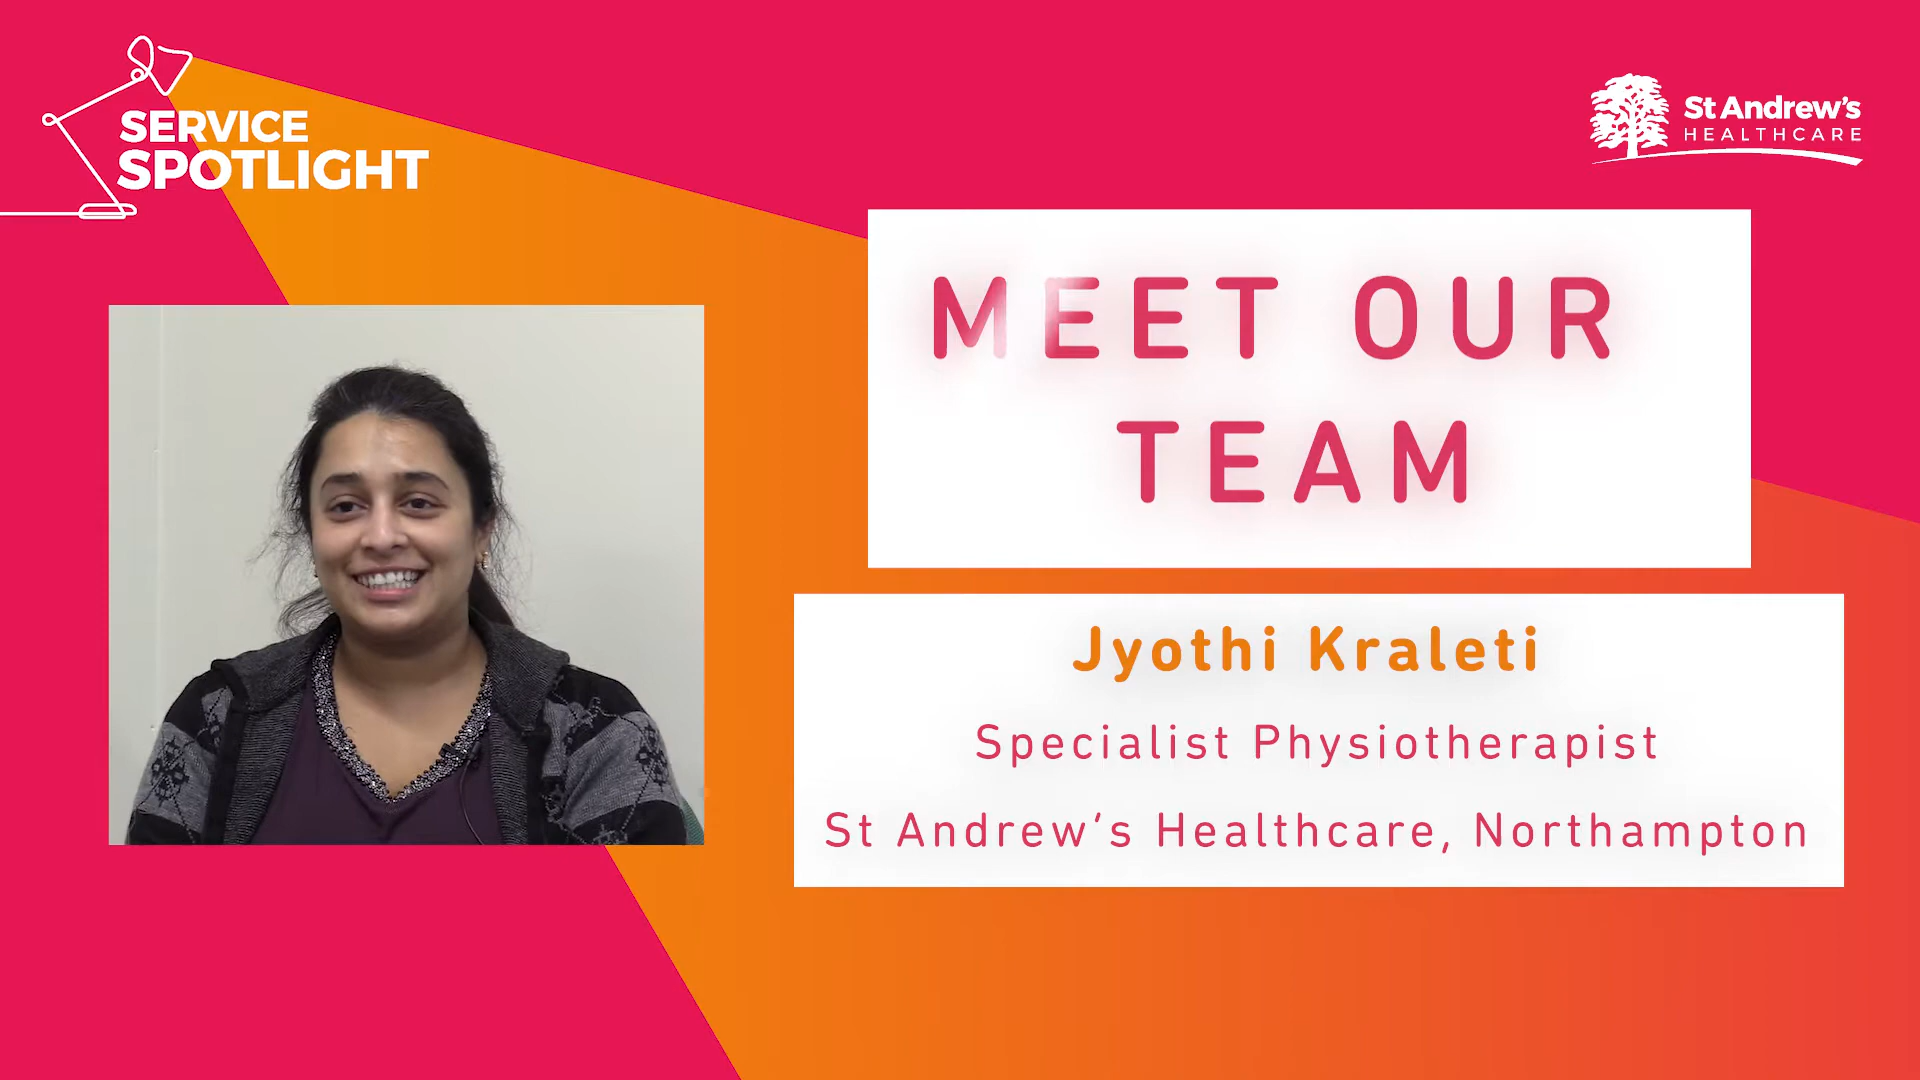 SERVICE
SPOTLIGHT
St Andrew's
HEALTHCARE
MEET OUR
TEAM
Jyothi Kraleti
Specialist Physiotherapist
St Andrew's Healthcare, Northampton